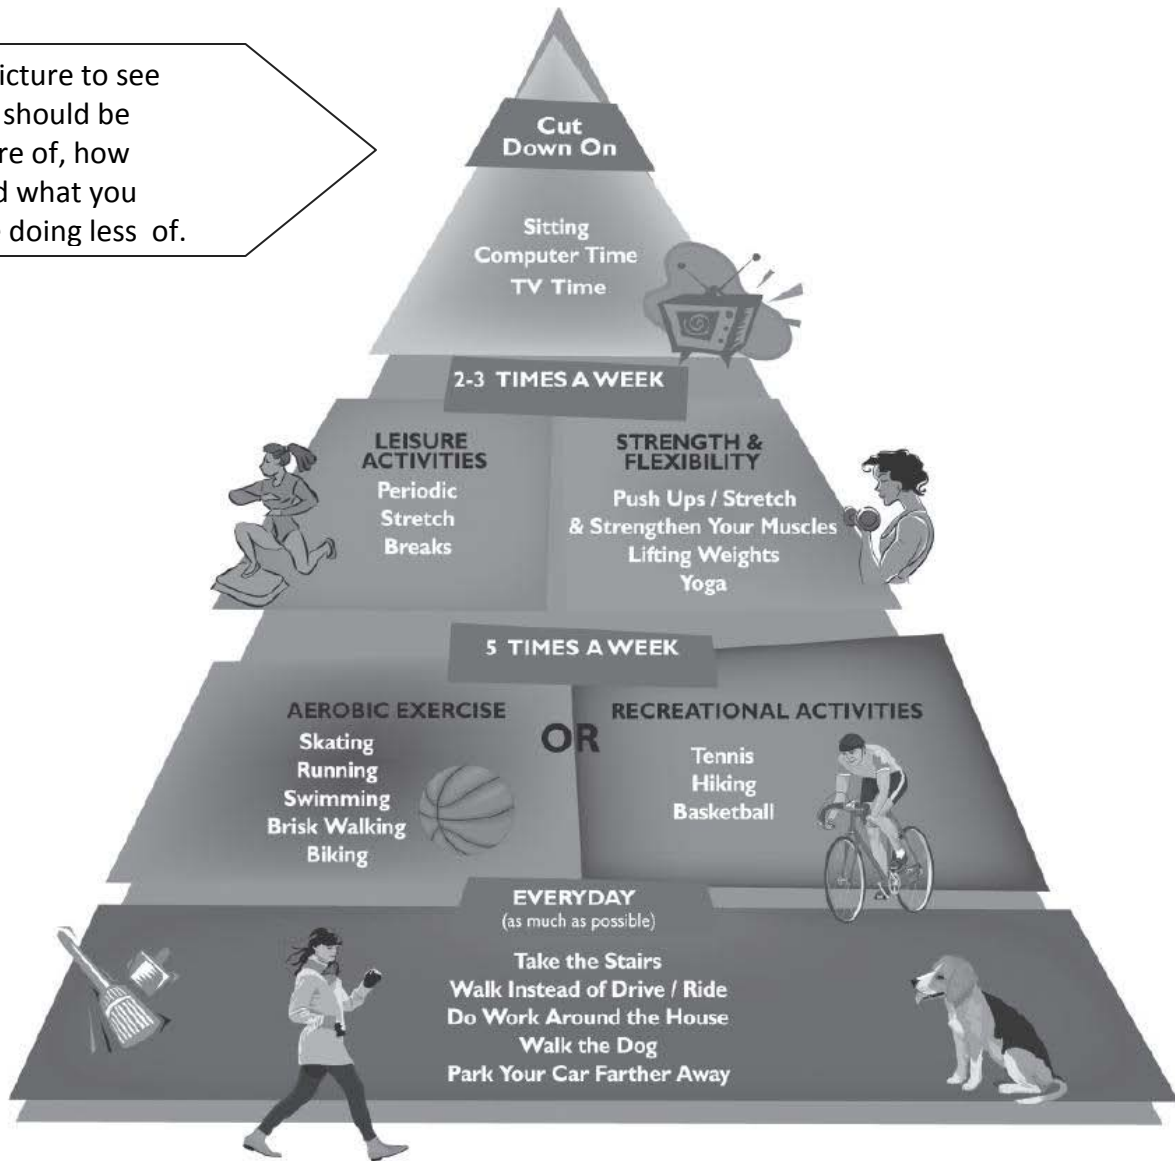 icture to see
should be
re of, how
d what you
doing less of.
Cut
Down On
Sitting
Computer Time
TV Time
2-3 TIMES A WEEK
LEISURE
ACTIVITIES
Periodic
Stretch
Breaks
STRENGTH &
FLEXIBILITY
Push Ups / Stretch
& Strengthen Your Muscles
Lifting Weights
Yoga
5 TIMES A WEEK
AEROBIC EXERCISE
Skating
Running
Swimming
Brisk Walking
Biking
OR
RECREATIONAL ACTIVITIES
Tennis
Hiking
Basketball
EVERYDAY
(as much as possible)
Take the Stairs
Walk Instead of Drive / Ride
Do Work Around the House
Walk the Dog
Park Your Car Farther Away